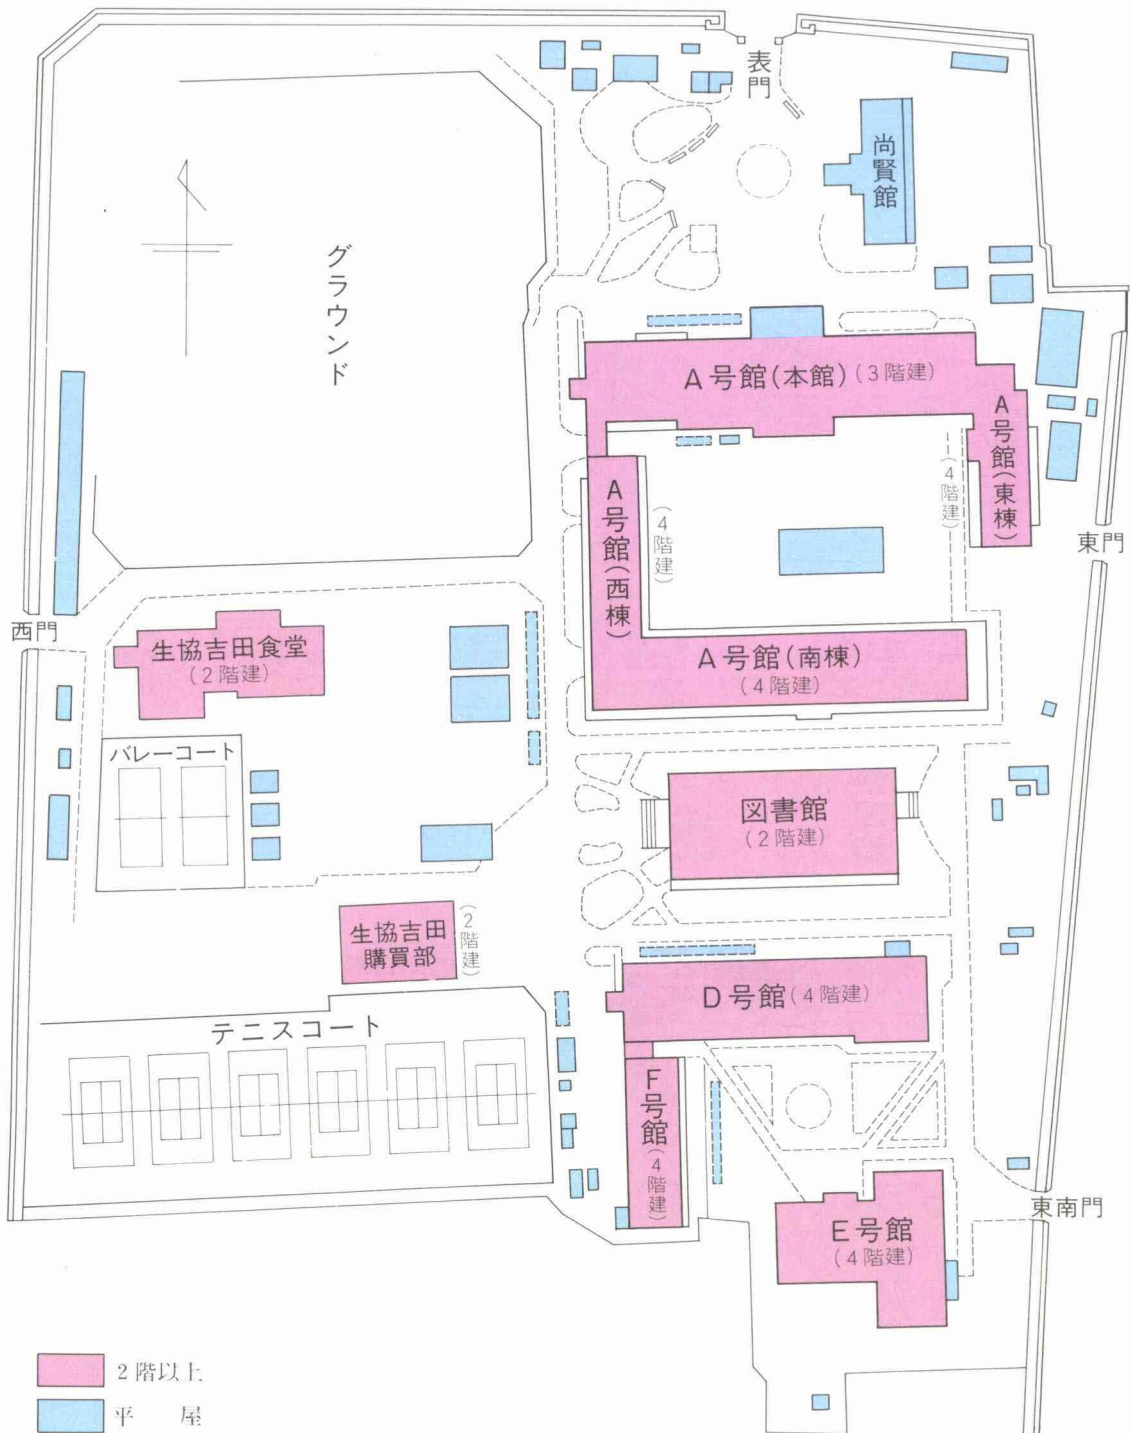 表門
尚賢館
グラウンド
A号館(本館)(3階建)
A号館(東棟)
(4階建)
A号館(西棟)
(4階建)
東門
西門
生協吉田食堂
(2階建)
A号館(南棟)
(4階建)
バレーコート
図書館
(2階建)
生協吉田
購買部
(2階建)
D号館(4階建)
テニスコート
F号館(4階建)
東南門
E号館
(4階建)
2階以上
平　屋